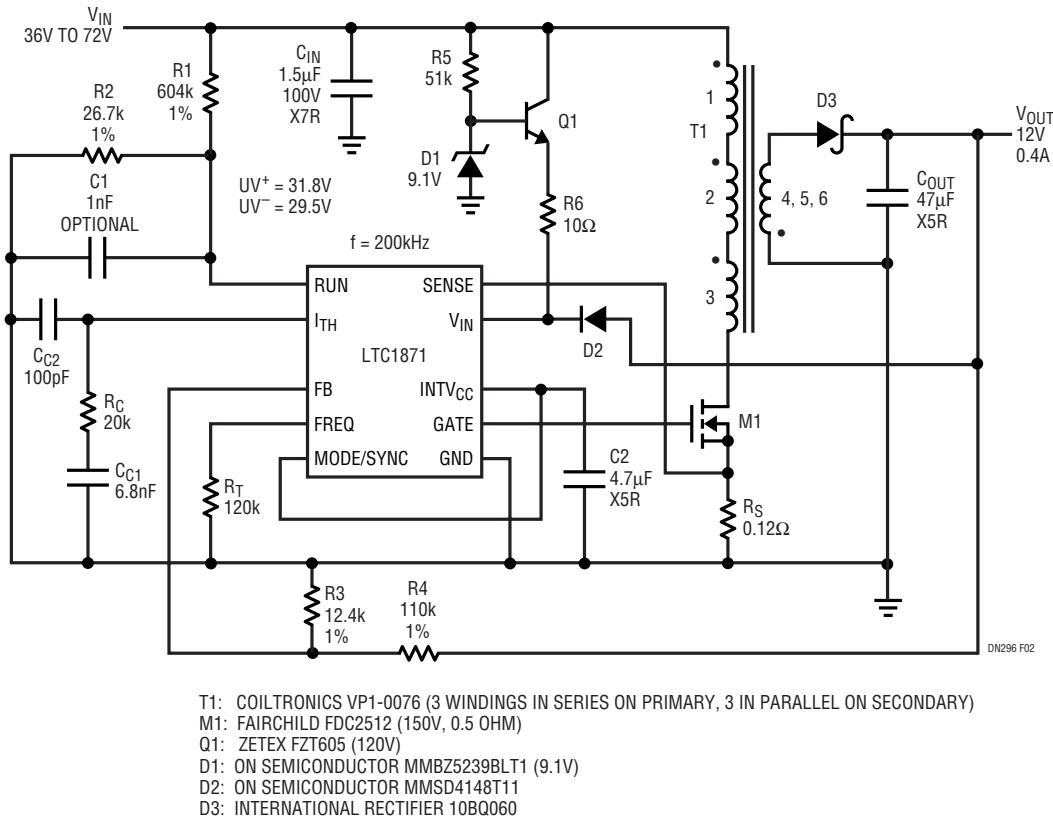 VIN
36V TO 72V
R1
604k
1%
R2
26.7k
1%
C1
1nF
OPTIONAL
CIN
1.5µF
100V
X7R
R5
51k
Q1
D1
9.1V
UV+ = 31.8V
UV– = 29.5V
R6
10Ω
f = 200kHz
T1
1
2
3
4, 5, 6
D3
VOUT
12V
0.4A
COUT
47µF
X5R
RUN
ITH
FB
FREQ
MODE/SYNC
LTC1871
SENSE
VIN
INTVCC
GATE
GND
D2
M1
CC2
100pF
RC
20k
CC1
6.8nF
RT
120k
C2
4.7µF
X5R
RS
0.12Ω
R3
12.4k
1%
R4
110k
1%
DN296 F02
T1: COILTRONICS VP1-0076 (3 WINDINGS IN SERIES ON PRIMARY, 3 IN PARALLEL ON SECONDARY)
M1: FAIRCHILD FDC2512 (150V, 0.5 OHM)
Q1: ZETEX FZT605 (120V)
D1: ON SEMICONDUCTOR MMBZ5239BLT1 (9.1V)
D2: ON SEMICONDUCTOR MMSD4148T11
D3: INTERNATIONAL RECTIFIER 10BQ060